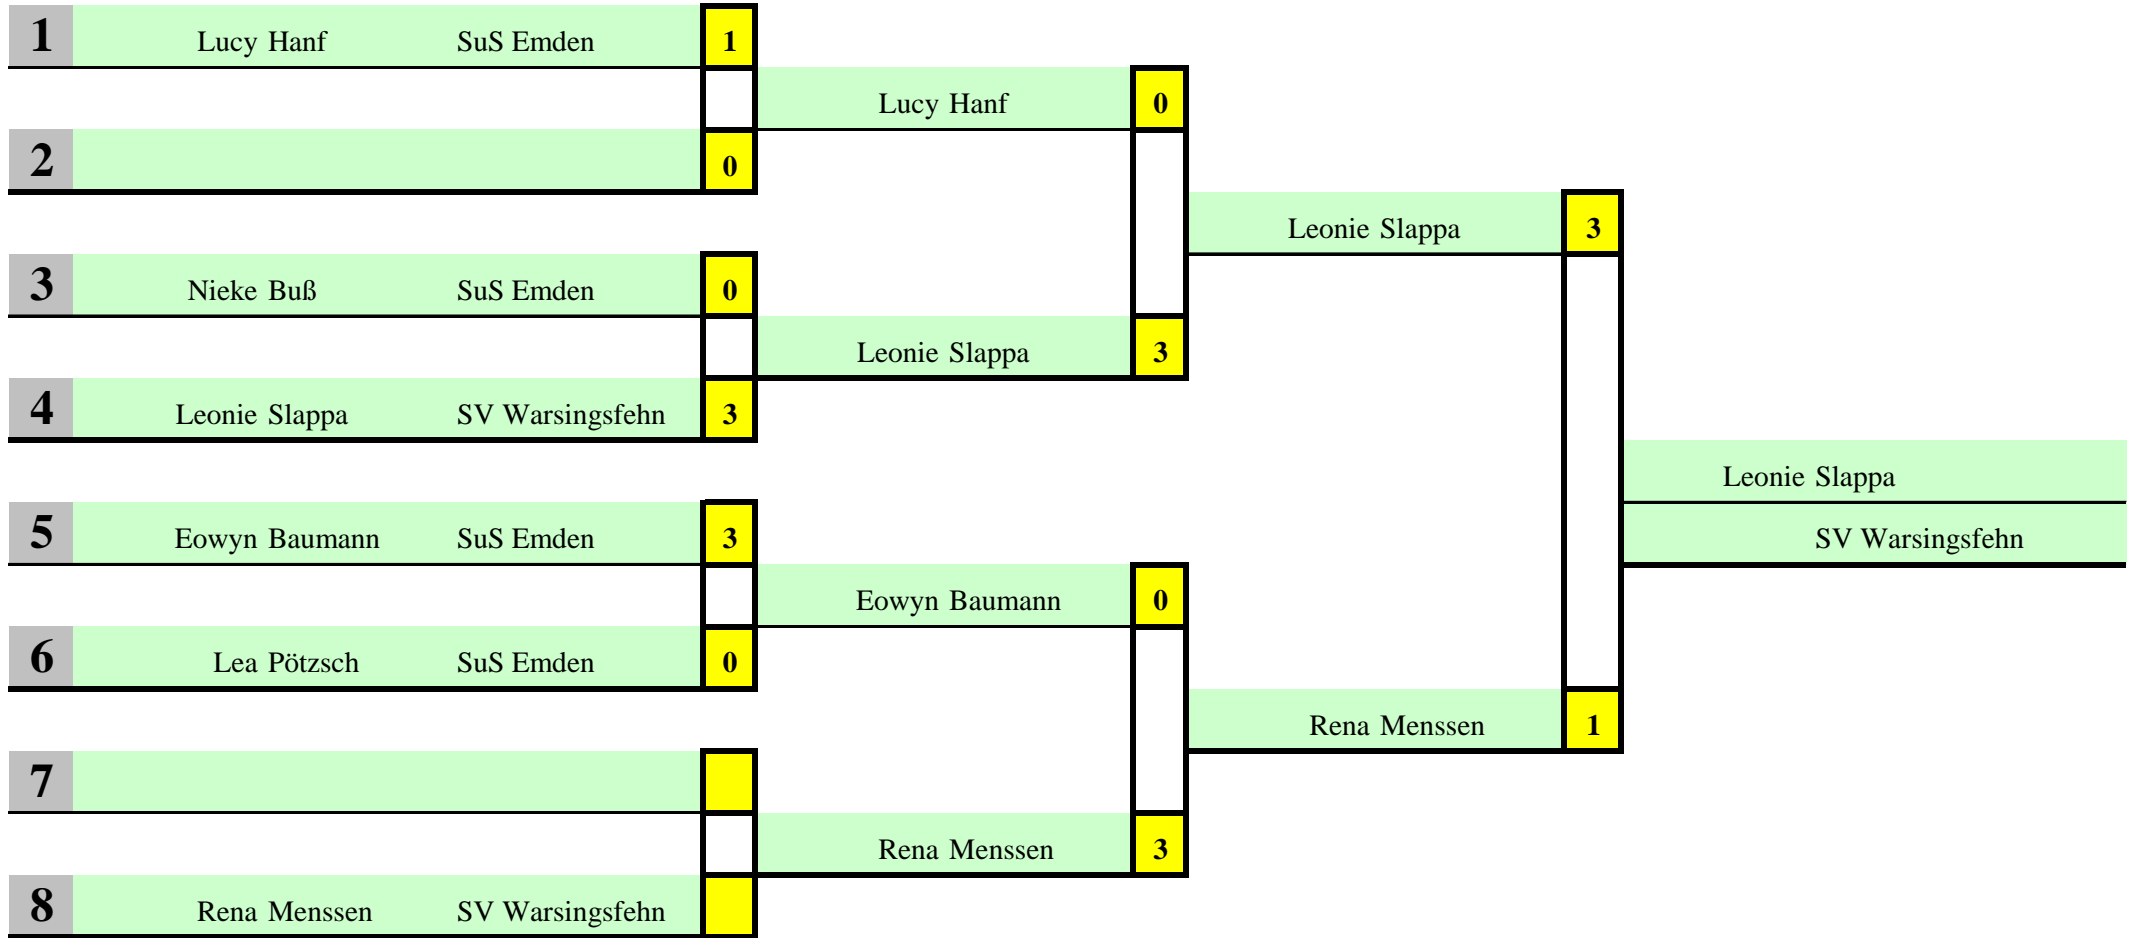 1 Lucy Hanf SuS Emden 1
Lucy Hanf 0
2 0
Leonie Slappa 3
3 Nieke Buß SuS Emden 0
Leonie Slappa 3
4 Leonie Slappa SV Warsingsfehn 3
Leonie Slappa
5 Eowyn Baumann SuS Emden 3 SV Warsingsfehn
Eowyn Baumann 0
6 Lea Pötzsch SuS Emden 0
Rena Menssen 1
7
Rena Menssen 3
8 Rena Menssen SV Warsingsfehn